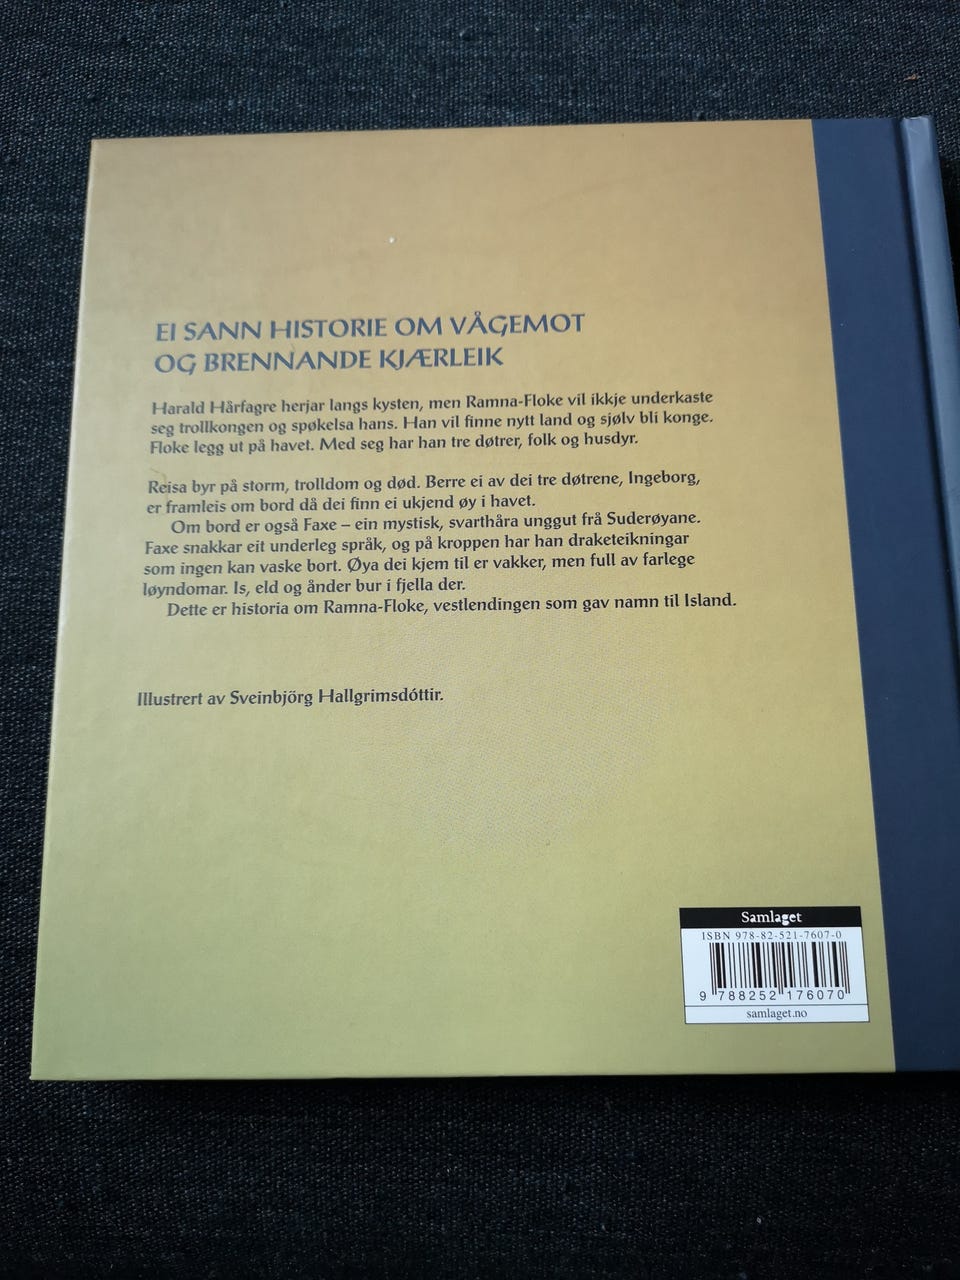 EI SANN HISTORIE OM VÅGEMOT
OG BRENNANDE KJÆRLEIK
Harald Hårfagre herjar langs kysten, men Ramna-Floke vil ikkje underkaste
seg trollkongen og spøkelsa hans. Han vil finne nytt land og sjølv bli konge.
Floke legg ut på havet. Med seg har han tre døtrer, folk og husdyr.
Reisa byr på storm, trolldom og død. Berre ei av dei tre døtrene, Ingeborg,
er framleis om bord då dei finn ei ukjend øy i havet.
Om bord er også Faxe – ein mystisk, svarthåra unggut frå Suderøyane.
Faxe snakkar eit underleg språk, og på kroppen har han draketeikningar
som ingen kan vaske bort. Øya dei kjem til er vakker, men full av farlege
løyndomar. Is, eld og ånder bur i fjella der.
Dette er historia om Ramna-Floke, vestlendingen som gav namn til Island.
Illustrert av Sveinbjörg Hallgrimsdóttir.
Samlaget
ISBN 978-82-521-7607-0
9 788252 176070
samlaget.no